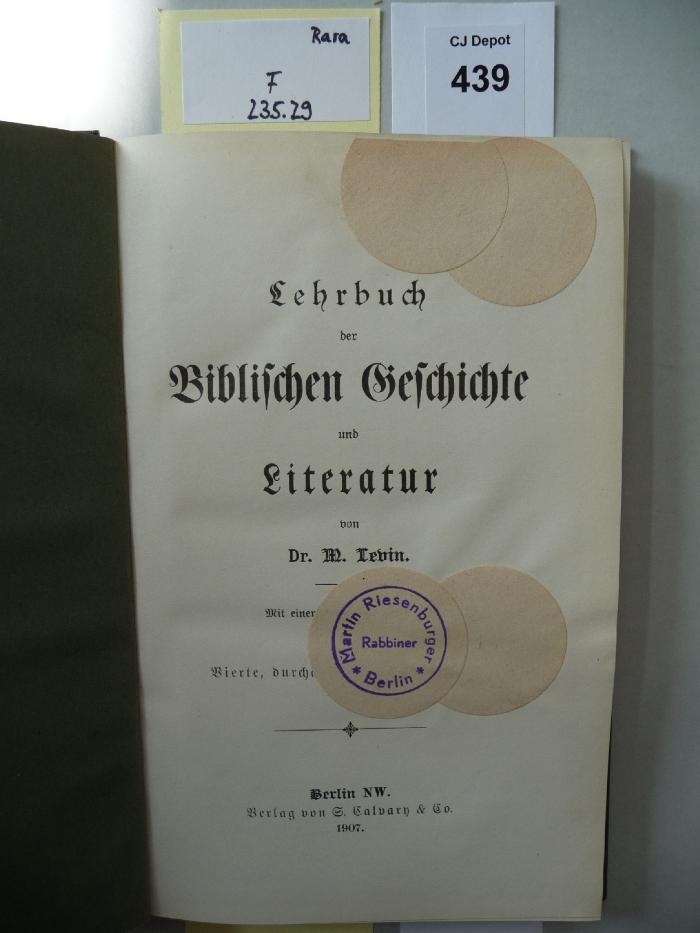 Rara
F
235.29
CJ Depot
439
Lehrbuch
der
Biblischen Geschichte
und
Literatur
von
Dr. M. Levin.
Mit einer
Vierte, durchg
Martin Riesenburger
Rabbiner
* Berlin *
Berlin NW.
Verlag von S. Calvary & Co.
1907.